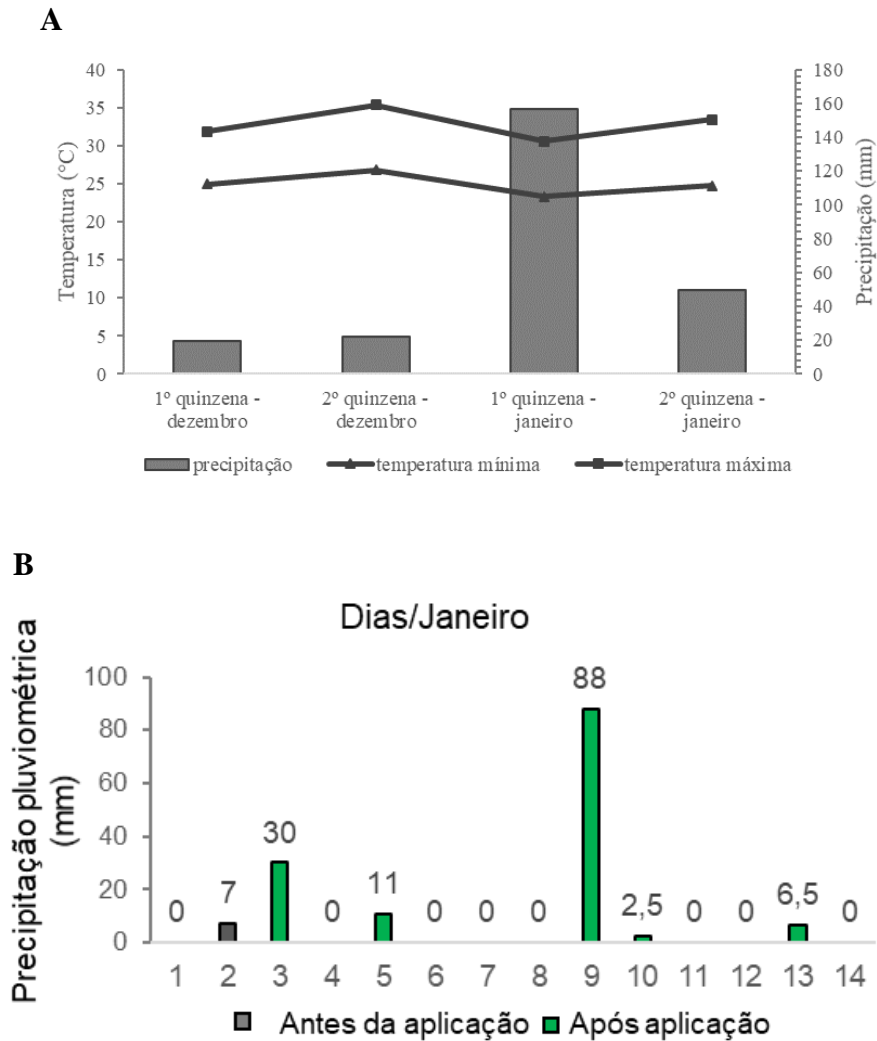 A
Temperatura (°C)
40
35
30
25
20
15
10
5
0
180
160
140
120
100
80
60
40
20
0
Precipitação (mm)
1º quinzena - dezembro
2º quinzena - dezembro
1º quinzena - janeiro
2º quinzena - janeiro
precipitação
temperatura mínima
temperatura máxima
B
Dias/Janeiro
Precipitação pluviométrica
(mm)
100
80
60
40
20
0
0 7 30 0 11 0 0 0 88 2,5 0 0 6,5 0
1 2 3 4 5 6 7 8 9 10 11 12 13 14
Antes da aplicação
Após aplicação